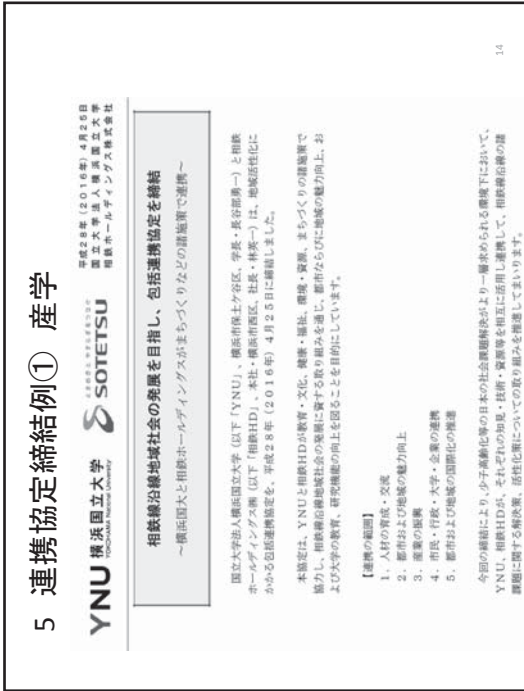 5 連携協定締結例① 産学
YNU 横浜国立大学
YOKOHAMA National University
ときめきとやすらぎをつなぐ
SOTETSU
平成28年（2016年）4月25日
国立大学法人横浜国立大学
相鉄ホールディングス株式会社
相鉄線沿線地域社会の発展を目指し、包括連携協定を締結
～横浜国大と相鉄ホールディングスがまちづくりなどの諸施策で連携～
国立大学法人横浜国立大学（以下「YNU」、横浜市保土ケ谷区、学長・長谷部勇一）と相鉄
ホールディングス㈱（以下「相鉄HD」、本社・横浜市西区、社長・林英一）は、地域活性化に
かかる包括連携協定を、平成28年（2016年）4月25日に締結しました。
本協定は、YNUと相鉄HDが教育・文化、健康・福祉、環境・資源、まちづくりの諸施策で
協力し、相鉄線沿線地域社会の発展に資する取り組みを通じ、都市ならびに地域の魅力向上、お
よび大学の教育、研究機能の向上を図ることを目的にしています。
【連携の範囲】
1．人材の育成・交流
2．都市および地域の魅力向上
3．産業の振興
4．市民・行政・大学・企業の連携
5．都市および地域の国際化の推進
今回の締結により、少子高齢化等の日本の社会課題解決がより一層求められる環境下において、
YNU、相鉄HDが、それぞれの知見・技術・資源等を相互に活用し連携して、相鉄線沿線の諸
課題に関する解決策、活性化策についての取り組みを推進してまいります。
14